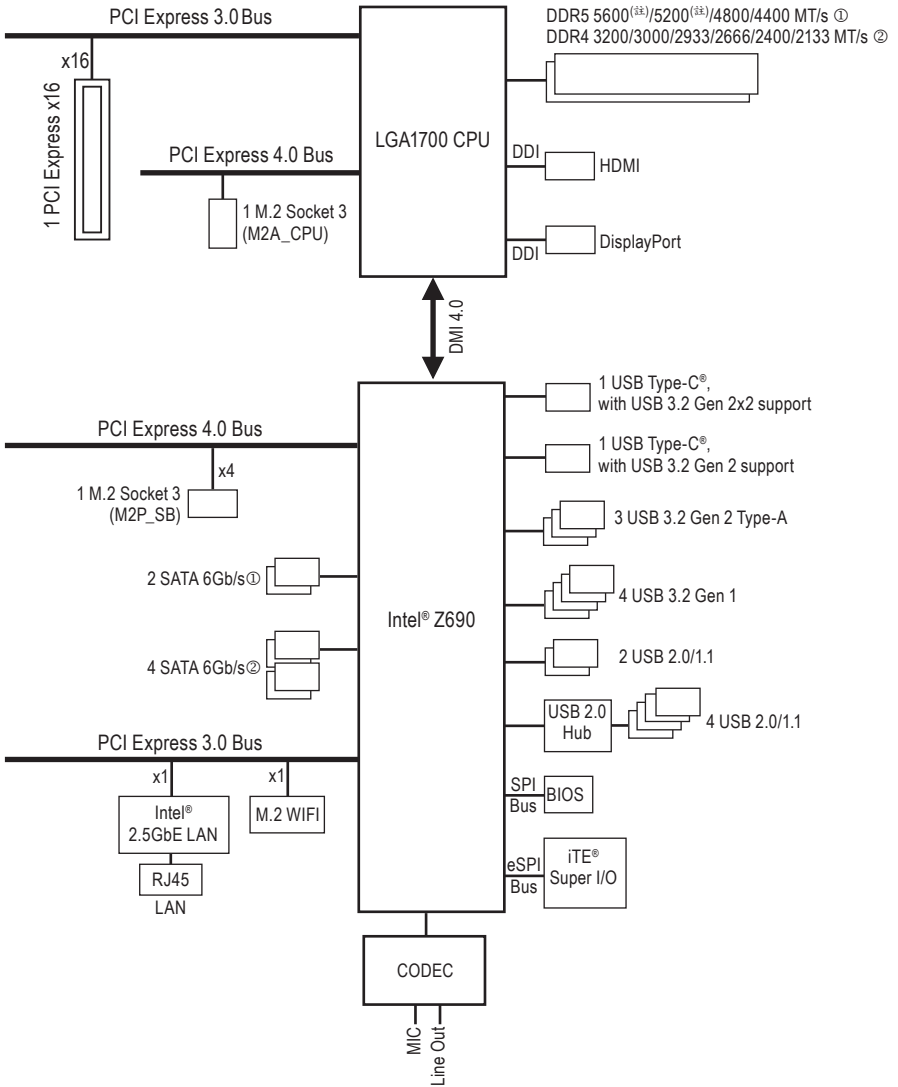 PCI Express 3.0 Bus
x16
1 PCI Express x16
PCI Express 4.0 Bus
1 M.2 Socket 3
(M2A_CPU)
LGA1700 CPU
DDR5 5600(註)/5200(註)/4800/4400 MT/s ①
DDR4 3200/3000/2933/2666/2400/2133 MT/s ②
DDI
HDMI
DisplayPort
DDI
DMI 4.0
PCI Express 4.0 Bus
x4
1 M.2 Socket 3
(M2P_SB)
2 SATA 6Gb/s①
4 SATA 6Gb/s②
PCI Express 3.0 Bus
x1
x1
Intel®
2.5GbE LAN
M.2 WIFI
RJ45
LAN
Intel® Z690
1 USB Type-C®,
with USB 3.2 Gen 2x2 support
1 USB Type-C®,
with USB 3.2 Gen 2 support
3 USB 3.2 Gen 2 Type-A
4 USB 3.2 Gen 1
2 USB 2.0/1.1
USB 2.0
Hub
4 USB 2.0/1.1
SPI
Bus
BIOS
eSPI
Bus
iTE®
Super I/O
CODEC
MIC
Line Out